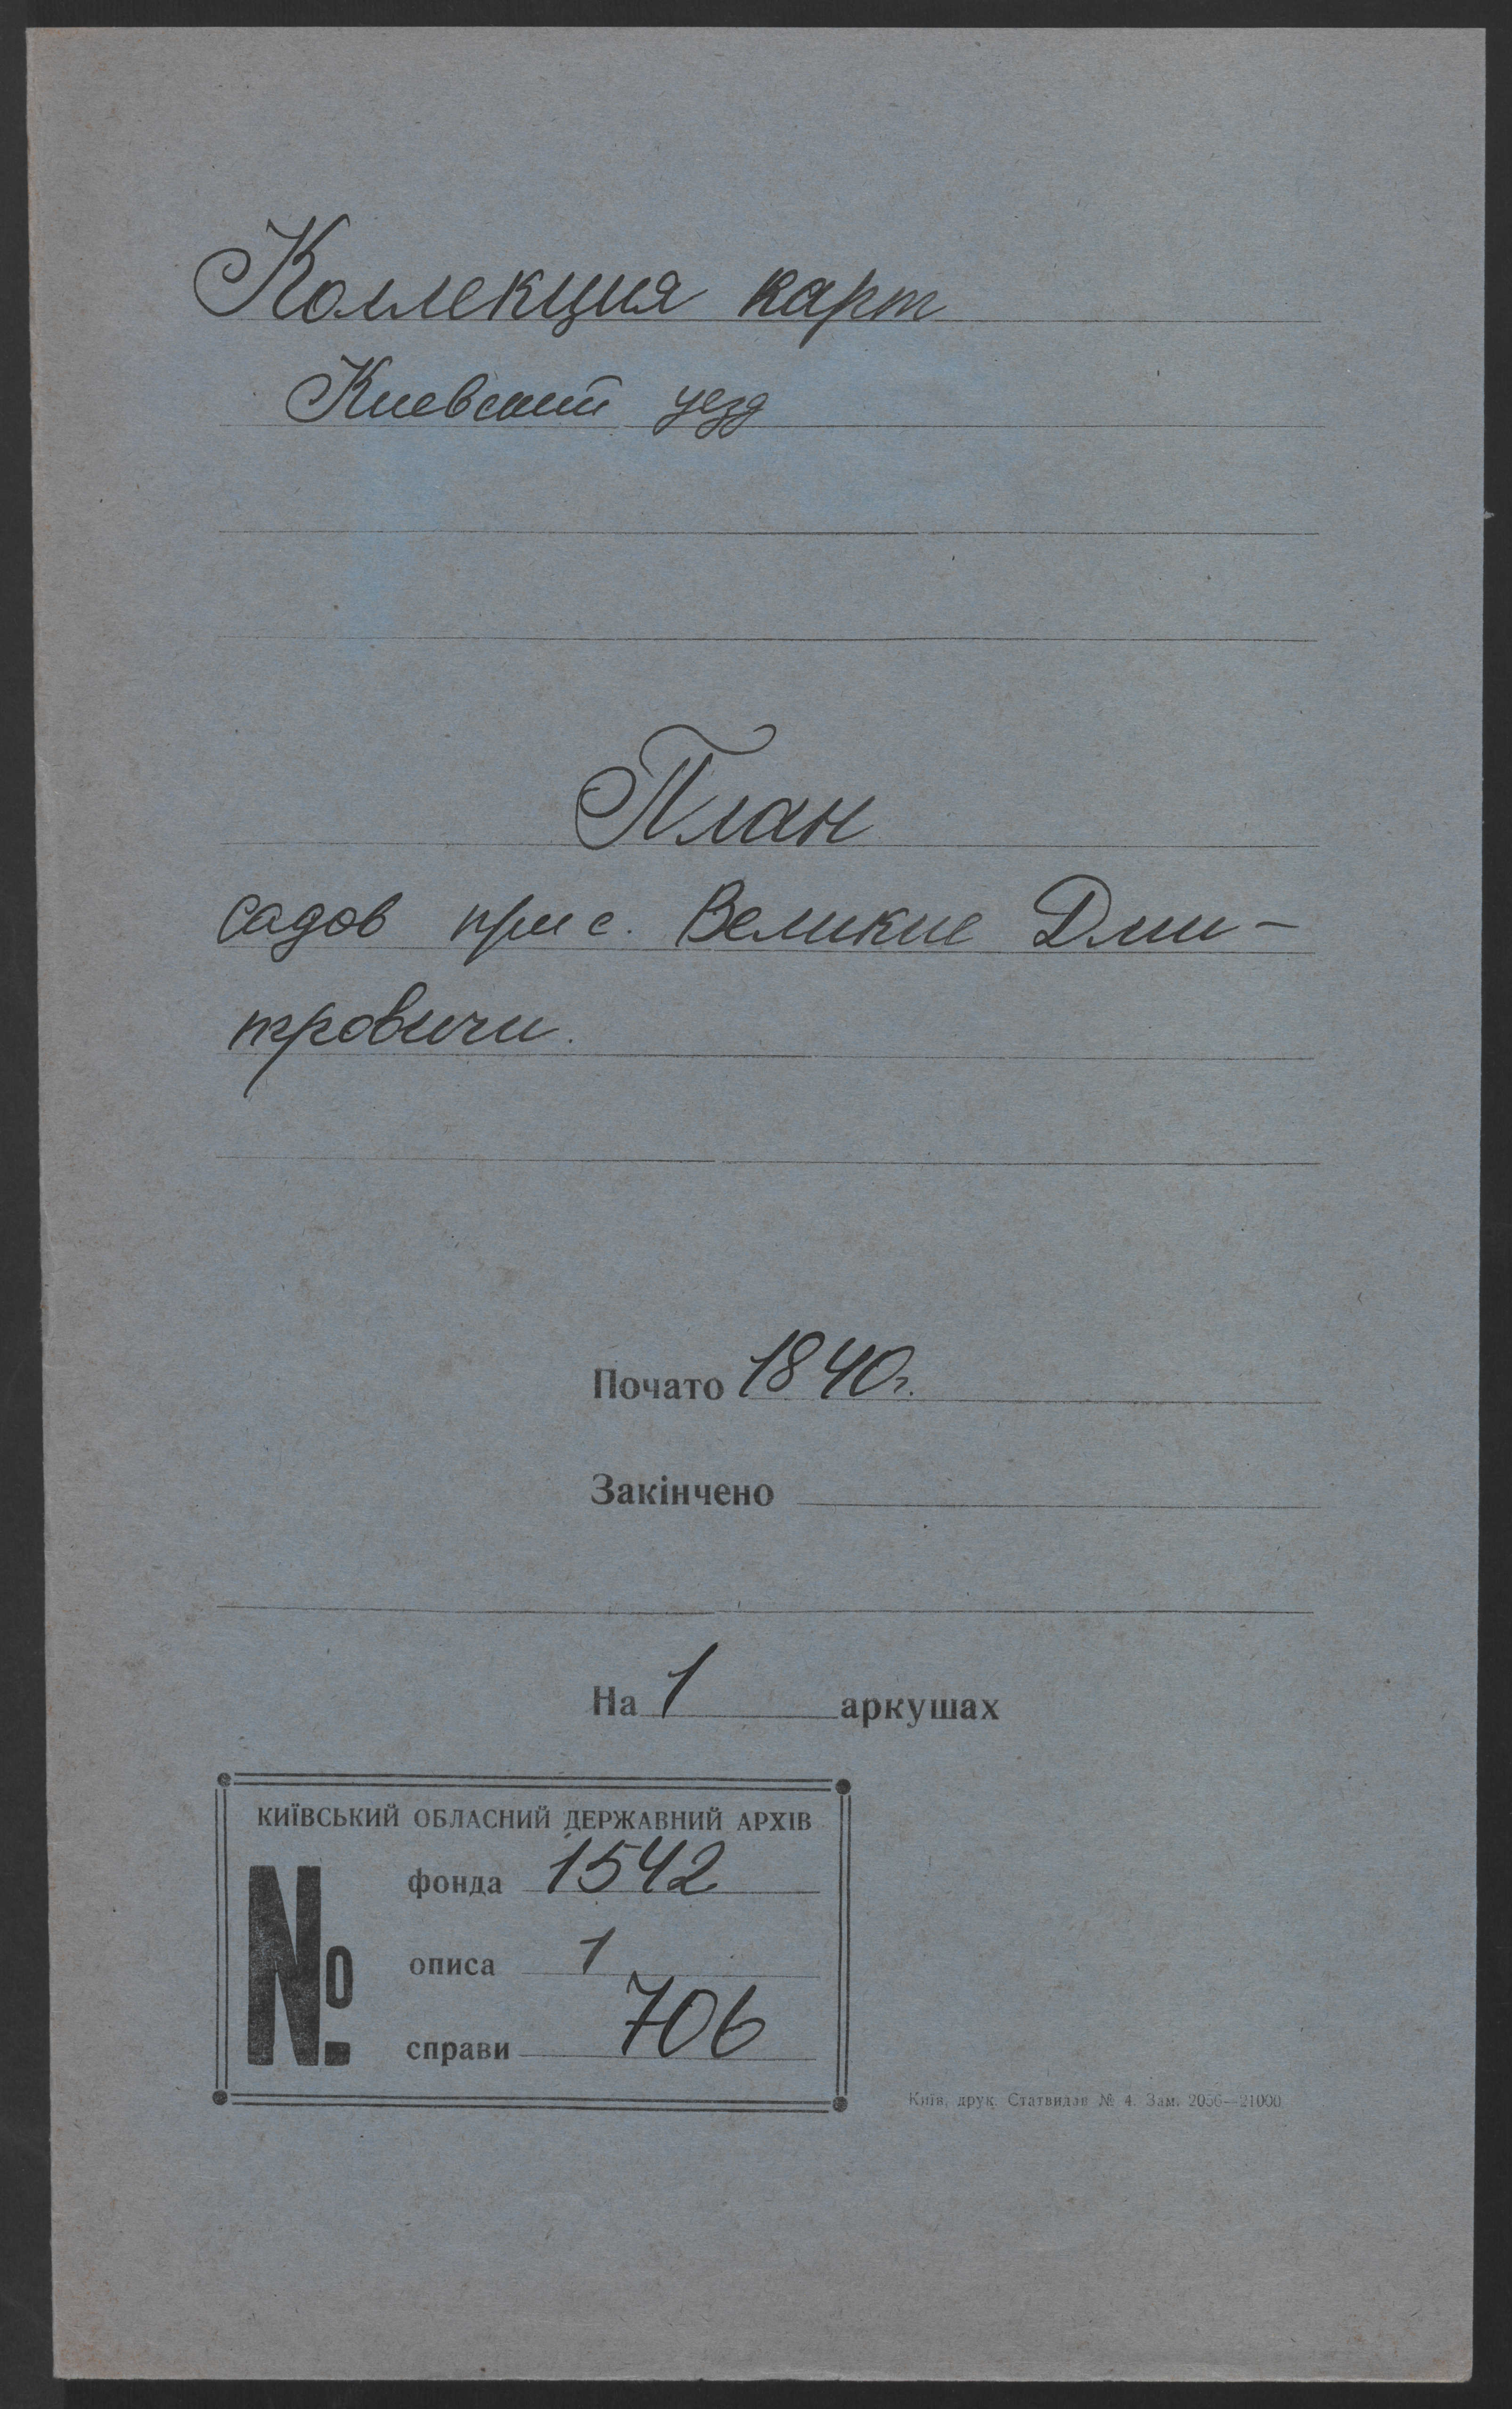 Коллекция карт
Киевский уезд
План
садов при с. Великие Дми-
тровичи.
Почато 1840г.
Закінчено
На 1 аркушах
КИЇВСЬКИЙ ОБЛАСНИЙ ДЕРЖАВНИЙ АРХІВ
№
фонда 1542
описа 1
справи 706
Київ, друк. Статвидав № 4. Зам. 2056—21000